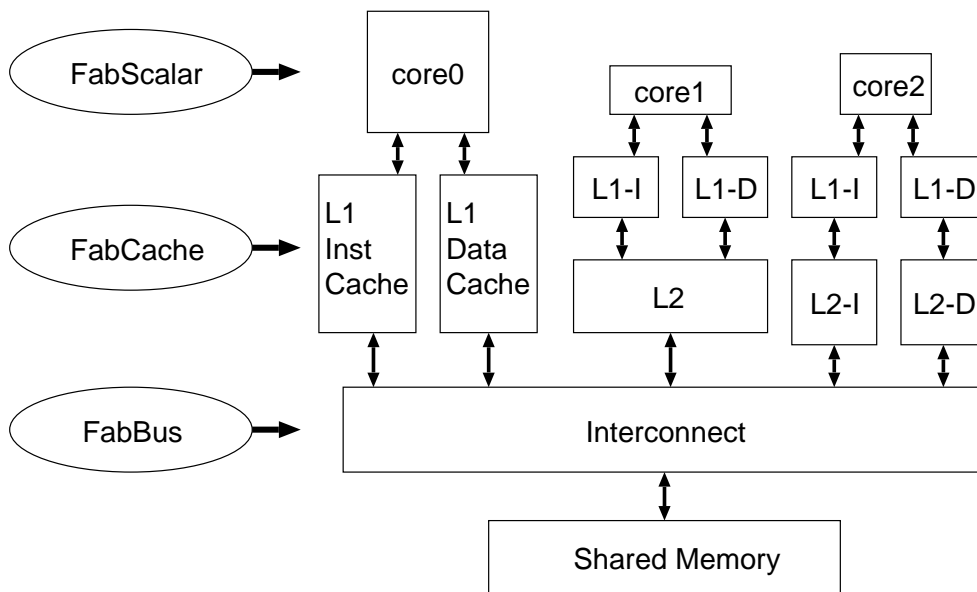 FabScalar
core0
core1
core2
L1-I
L1-D
L1-I
L1-D
L1
Inst
Cache
L1
Data
Cache
FabCache
L2
L2-I
L2-D
FabBus
Interconnect
Shared Memory